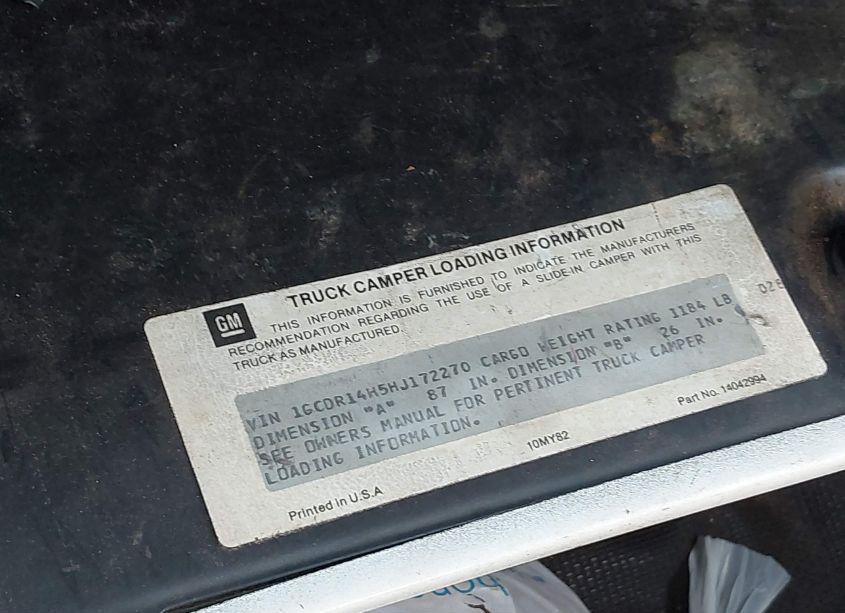 GM
TRUCK CAMPER LOADING INFORMATION
THIS INFORMATION IS FURNISHED TO INDICATE THE MANUFACTURERS
RECOMMENDATION REGARDING THE USE OF A SLIDE-IN CAMPER WITH THIS
TRUCK AS MANUFACTURED.
VIN 1GCDR14H5HJ172270 CARGO WEIGHT RATING 1184 LB
DIMENSION "A" 87 IN. DIMENSION "B" 26 IN.
SEE OWNERS MANUAL FOR PERTINENT TRUCK CAMPER
LOADING INFORMATION.
Printed in U.S.A
10MY82
Part No. 14042994